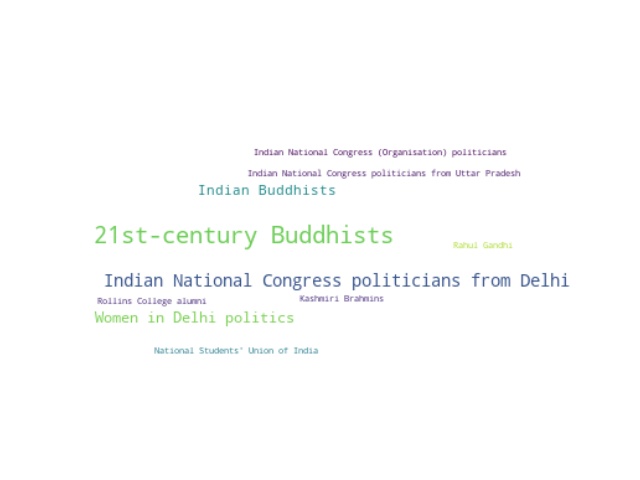 Indian National Congress (Organisation) politicians
Indian National Congress politicians from Uttar Pradesh
Indian Buddhists
21st-century Buddhists
Rahul Gandhi
Indian National Congress politicians from Delhi
Rollins College alumni
Kashmiri Brahmins
Women in Delhi politics
National Students' Union of India